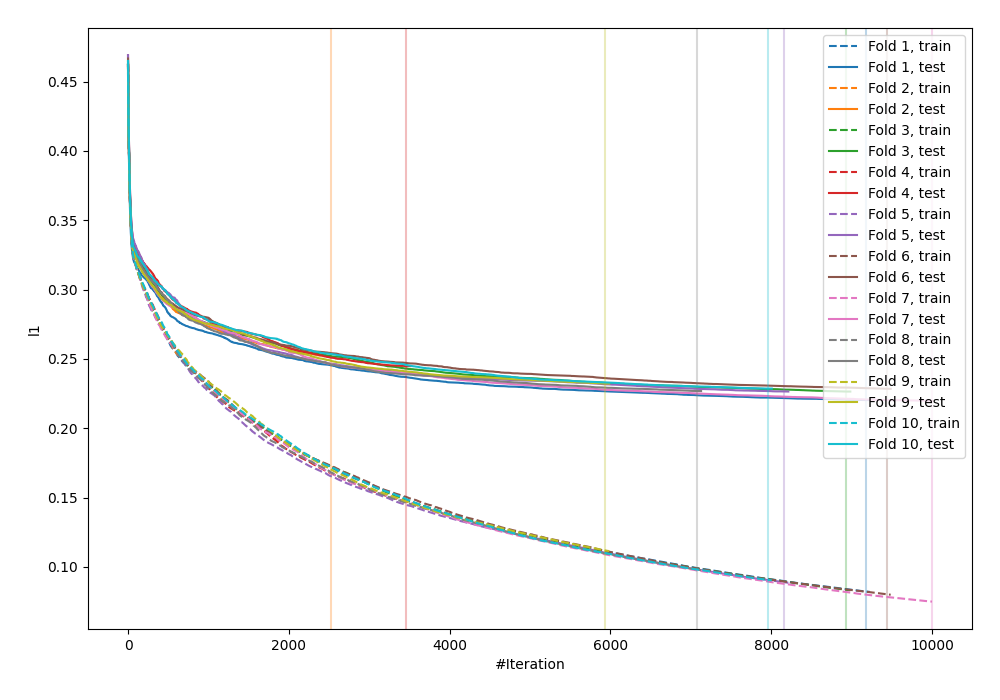 0.45
0.40
0.35
0.30
0.25
0.20
0.15
0.10
l1
0
2000
4000
6000
8000
10000
#Iteration
Fold 1, train
Fold 1, test
Fold 2, train
Fold 2, test
Fold 3, train
Fold 3, test
Fold 4, train
Fold 4, test
Fold 5, train
Fold 5, test
Fold 6, train
Fold 6, test
Fold 7, train
Fold 7, test
Fold 8, train
Fold 8, test
Fold 9, train
Fold 9, test
Fold 10, train
Fold 10, test